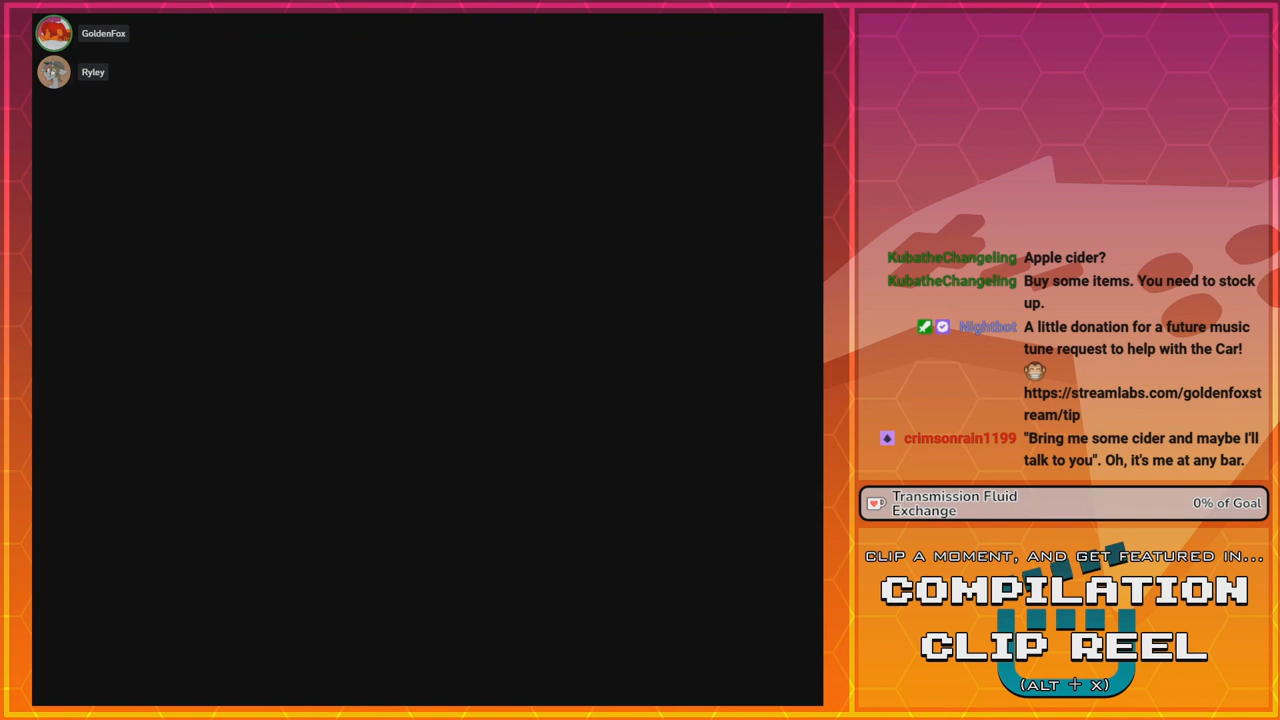 GoldenFox
Ryley
KubatheChangeling Apple cider?
KubatheChangeling Buy some items. You need to stock
up.
Nightbot A little donation for a future music
tune request to help with the Car!
https://streamlabs.com/goldenfoxst
ream/tip
crimsonrain1199 "Bring me some cider and maybe I'll
talk to you". Oh, it's me at any bar.
Transmission Fluid
Exchange
0% of Goal
CLIP A MOMENT, AND GET FEATURED IN...
COMPILATION
CLIP REEL
(ALT + X)